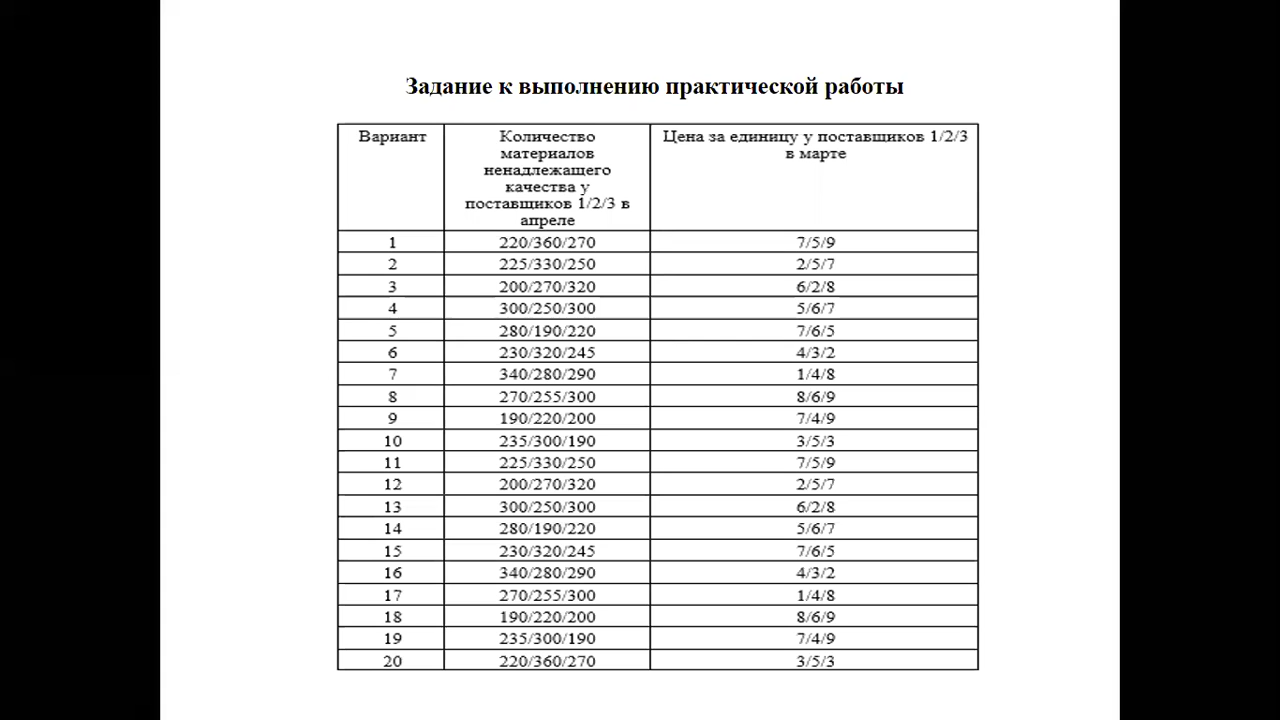 Задание к выполнению практической работы
Вариант Количество Цена за единицу у поставщиков 1/2/3
материалов в марте
ненадлежащего
качества у
поставщиков 1/2/3 в
апреле
1 220/360/270 7/5/9
2 225/330/250 2/5/7
3 200/270/320 6/2/8
4 300/250/300 5/6/7
5 280/190/220 7/6/5
6 230/320/245 4/3/2
7 340/280/290 1/4/8
8 270/255/300 8/6/9
9 190/220/200 7/4/9
10 235/300/190 3/5/3
11 225/330/250 7/5/9
12 200/270/320 2/5/7
13 300/250/300 6/2/8
14 280/190/220 5/6/7
15 230/320/245 7/6/5
16 340/280/290 4/3/2
17 270/255/300 1/4/8
18 190/220/200 8/6/9
19 235/300/190 7/4/9
20 220/360/270 3/5/3